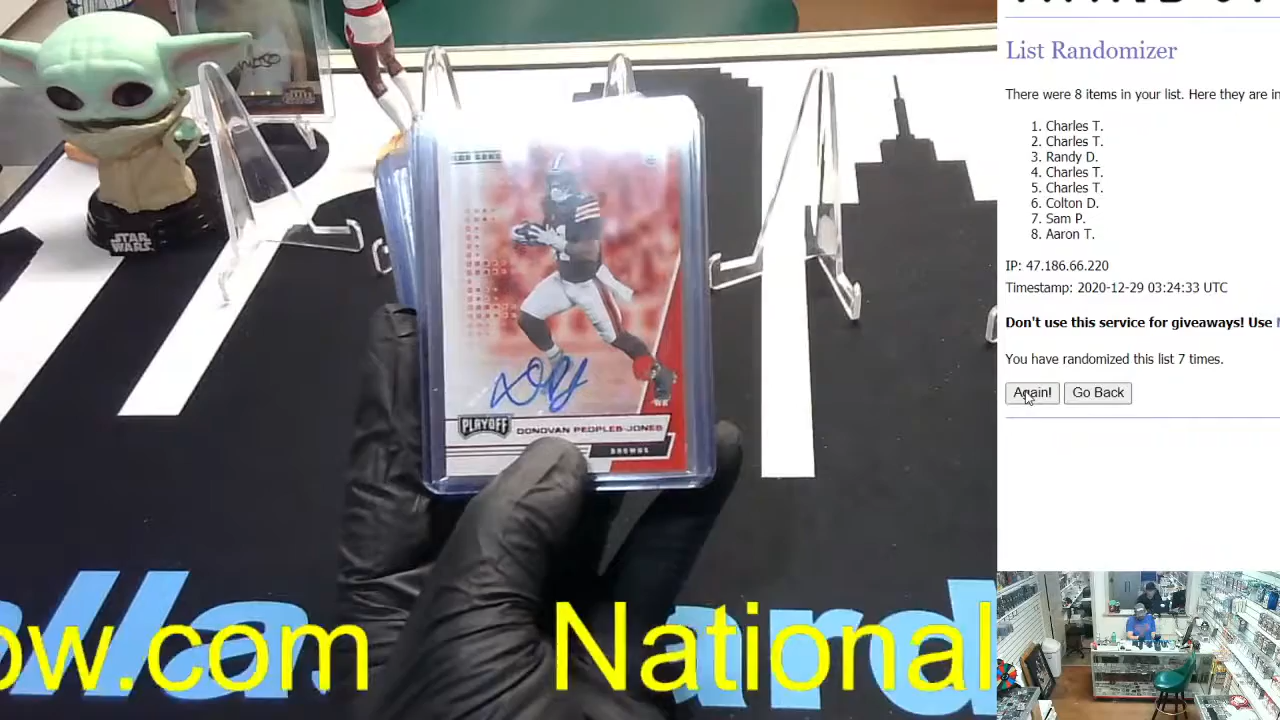 List Randomizer
There were 8 items in your list. Here they are in
1. Charles T.
2. Charles T.
3. Randy D.
4. Charles T.
5. Charles T.
6. Colton D.
7. Sam P.
8. Aaron T.
IP: 47.186.66.220
Timestamp: 2020-12-29 03:24:33 UTC
Don't use this service for giveaways! Use
You have randomized this list 7 times.
Again! Go Back
STAR
WARS
PLAYOFF
DONOVAN PEOPLES-JONES
BROWNS
WR
ow.com National